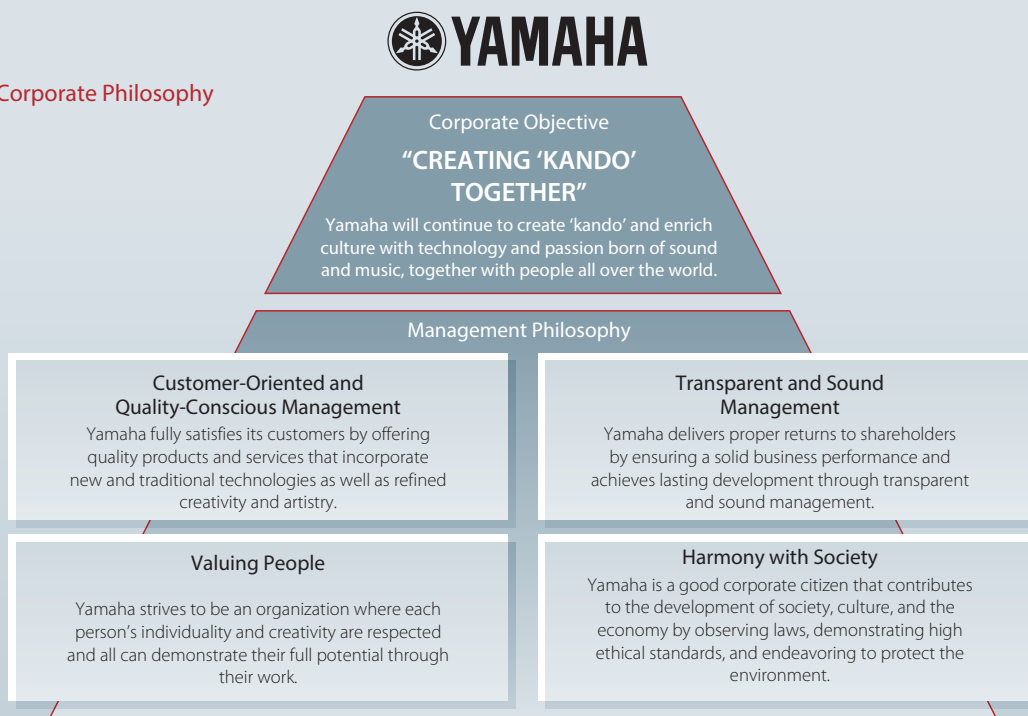 YAMAHA
Corporate Philosophy
Corporate Objective
“CREATING ‘KANDO’
TOGETHER”
Yamaha will continue to create ‘kando’ and enrich
culture with technology and passion born of sound
and music, together with people all over the world.
Management Philosophy
Customer-Oriented and
Quality-Conscious Management
Yamaha fully satisfies its customers by offering
quality products and services that incorporate
new and traditional technologies as well as refined
creativity and artistry.
Transparent and Sound
Management
Yamaha delivers proper returns to shareholders
by ensuring a solid business performance and
achieves lasting development through transparent
and sound management.
Valuing People
Yamaha strives to be an organization where each
person’s individuality and creativity are respected
and all can demonstrate their full potential through
their work.
Harmony with Society
Yamaha is a good corporate citizen that contributes
to the development of society, culture, and the
economy by observing laws, demonstrating high
ethical standards, and endeavoring to protect the
environment.